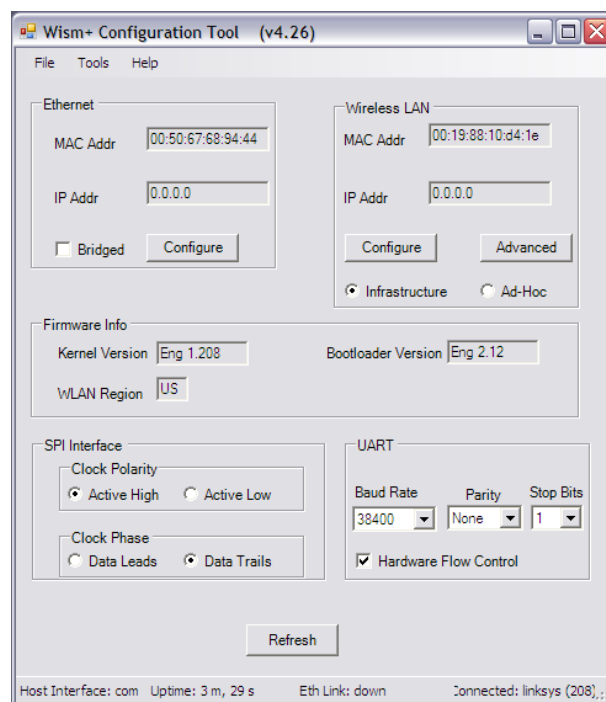 Wism+ Configuration Tool (v4.26)
File Tools Help
Ethernet
MAC Addr 00:50:67:68:94:44
IP Addr 0.0.0.0
Bridged Configure
Wireless LAN
MAC Addr 00:19:88:10:d4:1e
IP Addr 0.0.0.0
Configure Advanced
Infrastructure Ad-Hoc
Firmware Info
Kernel Version Eng 1.208 Bootloader Version Eng 2.12
WLAN Region US
SPI Interface
Clock Polarity
Active High Active Low
Clock Phase
Data Leads Data Trails
UART
Baud Rate Parity Stop Bits
38400 None 1
Hardware Flow Control
Refresh
Host Interface: com Uptime: 3 m, 29 s Eth Link: down Connected: linksys (208)